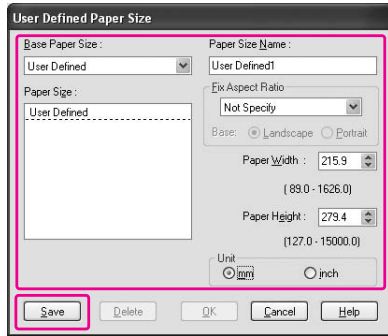 User Defined Paper Size
Base Paper Size :
User Defined
Paper Size :
User Defined
Paper Size Name :
User Defined1
Fix Aspect Ratio
Not Specify
Base: Landscape Portrait
Paper Width : 215.9
( 89.0 - 1626.0)
Paper Height : 279.4
(127.0 - 15000.0)
Unit
mm inch
Save Delete OK Cancel Help